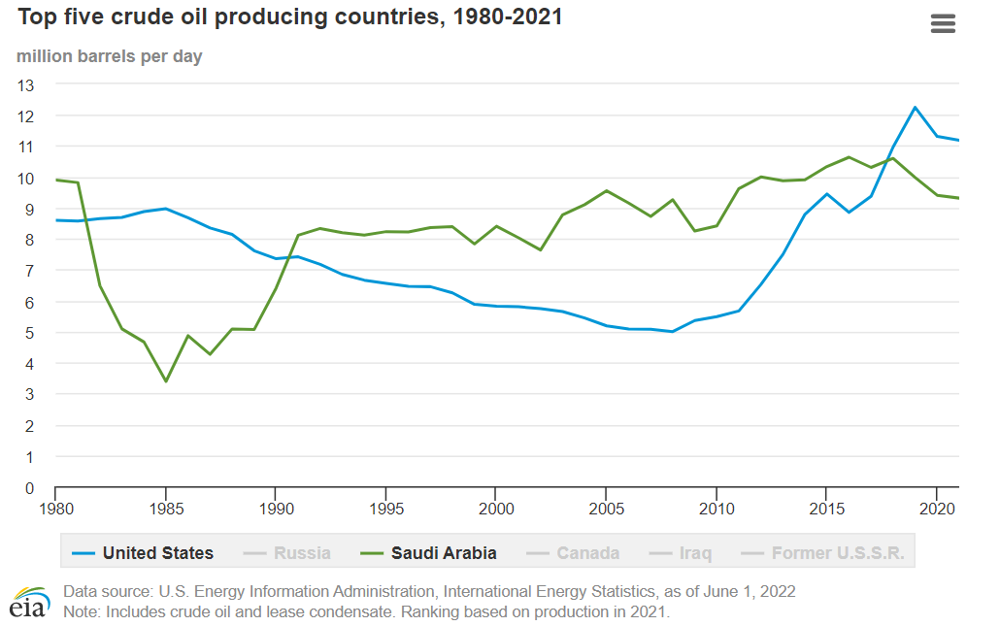 Top five crude oil producing countries, 1980-2021
million barrels per day
13
12
11
10
9
8
7
6
5
4
3
2
1
0
1980 1985 1990 1995 2000 2005 2010 2015 2020
United States Russia Saudi Arabia Canada Iraq Former U.S.S.R.
eia
Data source: U.S. Energy Information Administration, International Energy Statistics, as of June 1, 2022
Note: Includes crude oil and lease condensate. Ranking based on production in 2021.